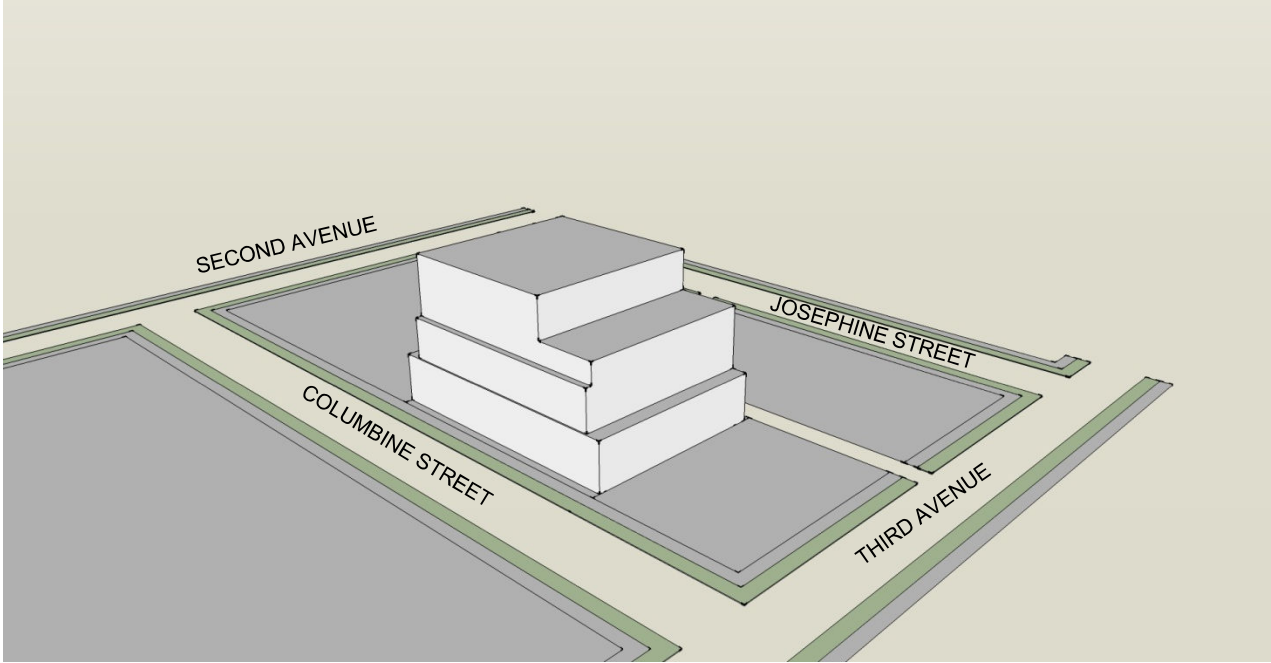 SECOND AVENUE
JOSEPHINE STREET
COLUMBINE STREET
THIRD AVENUE